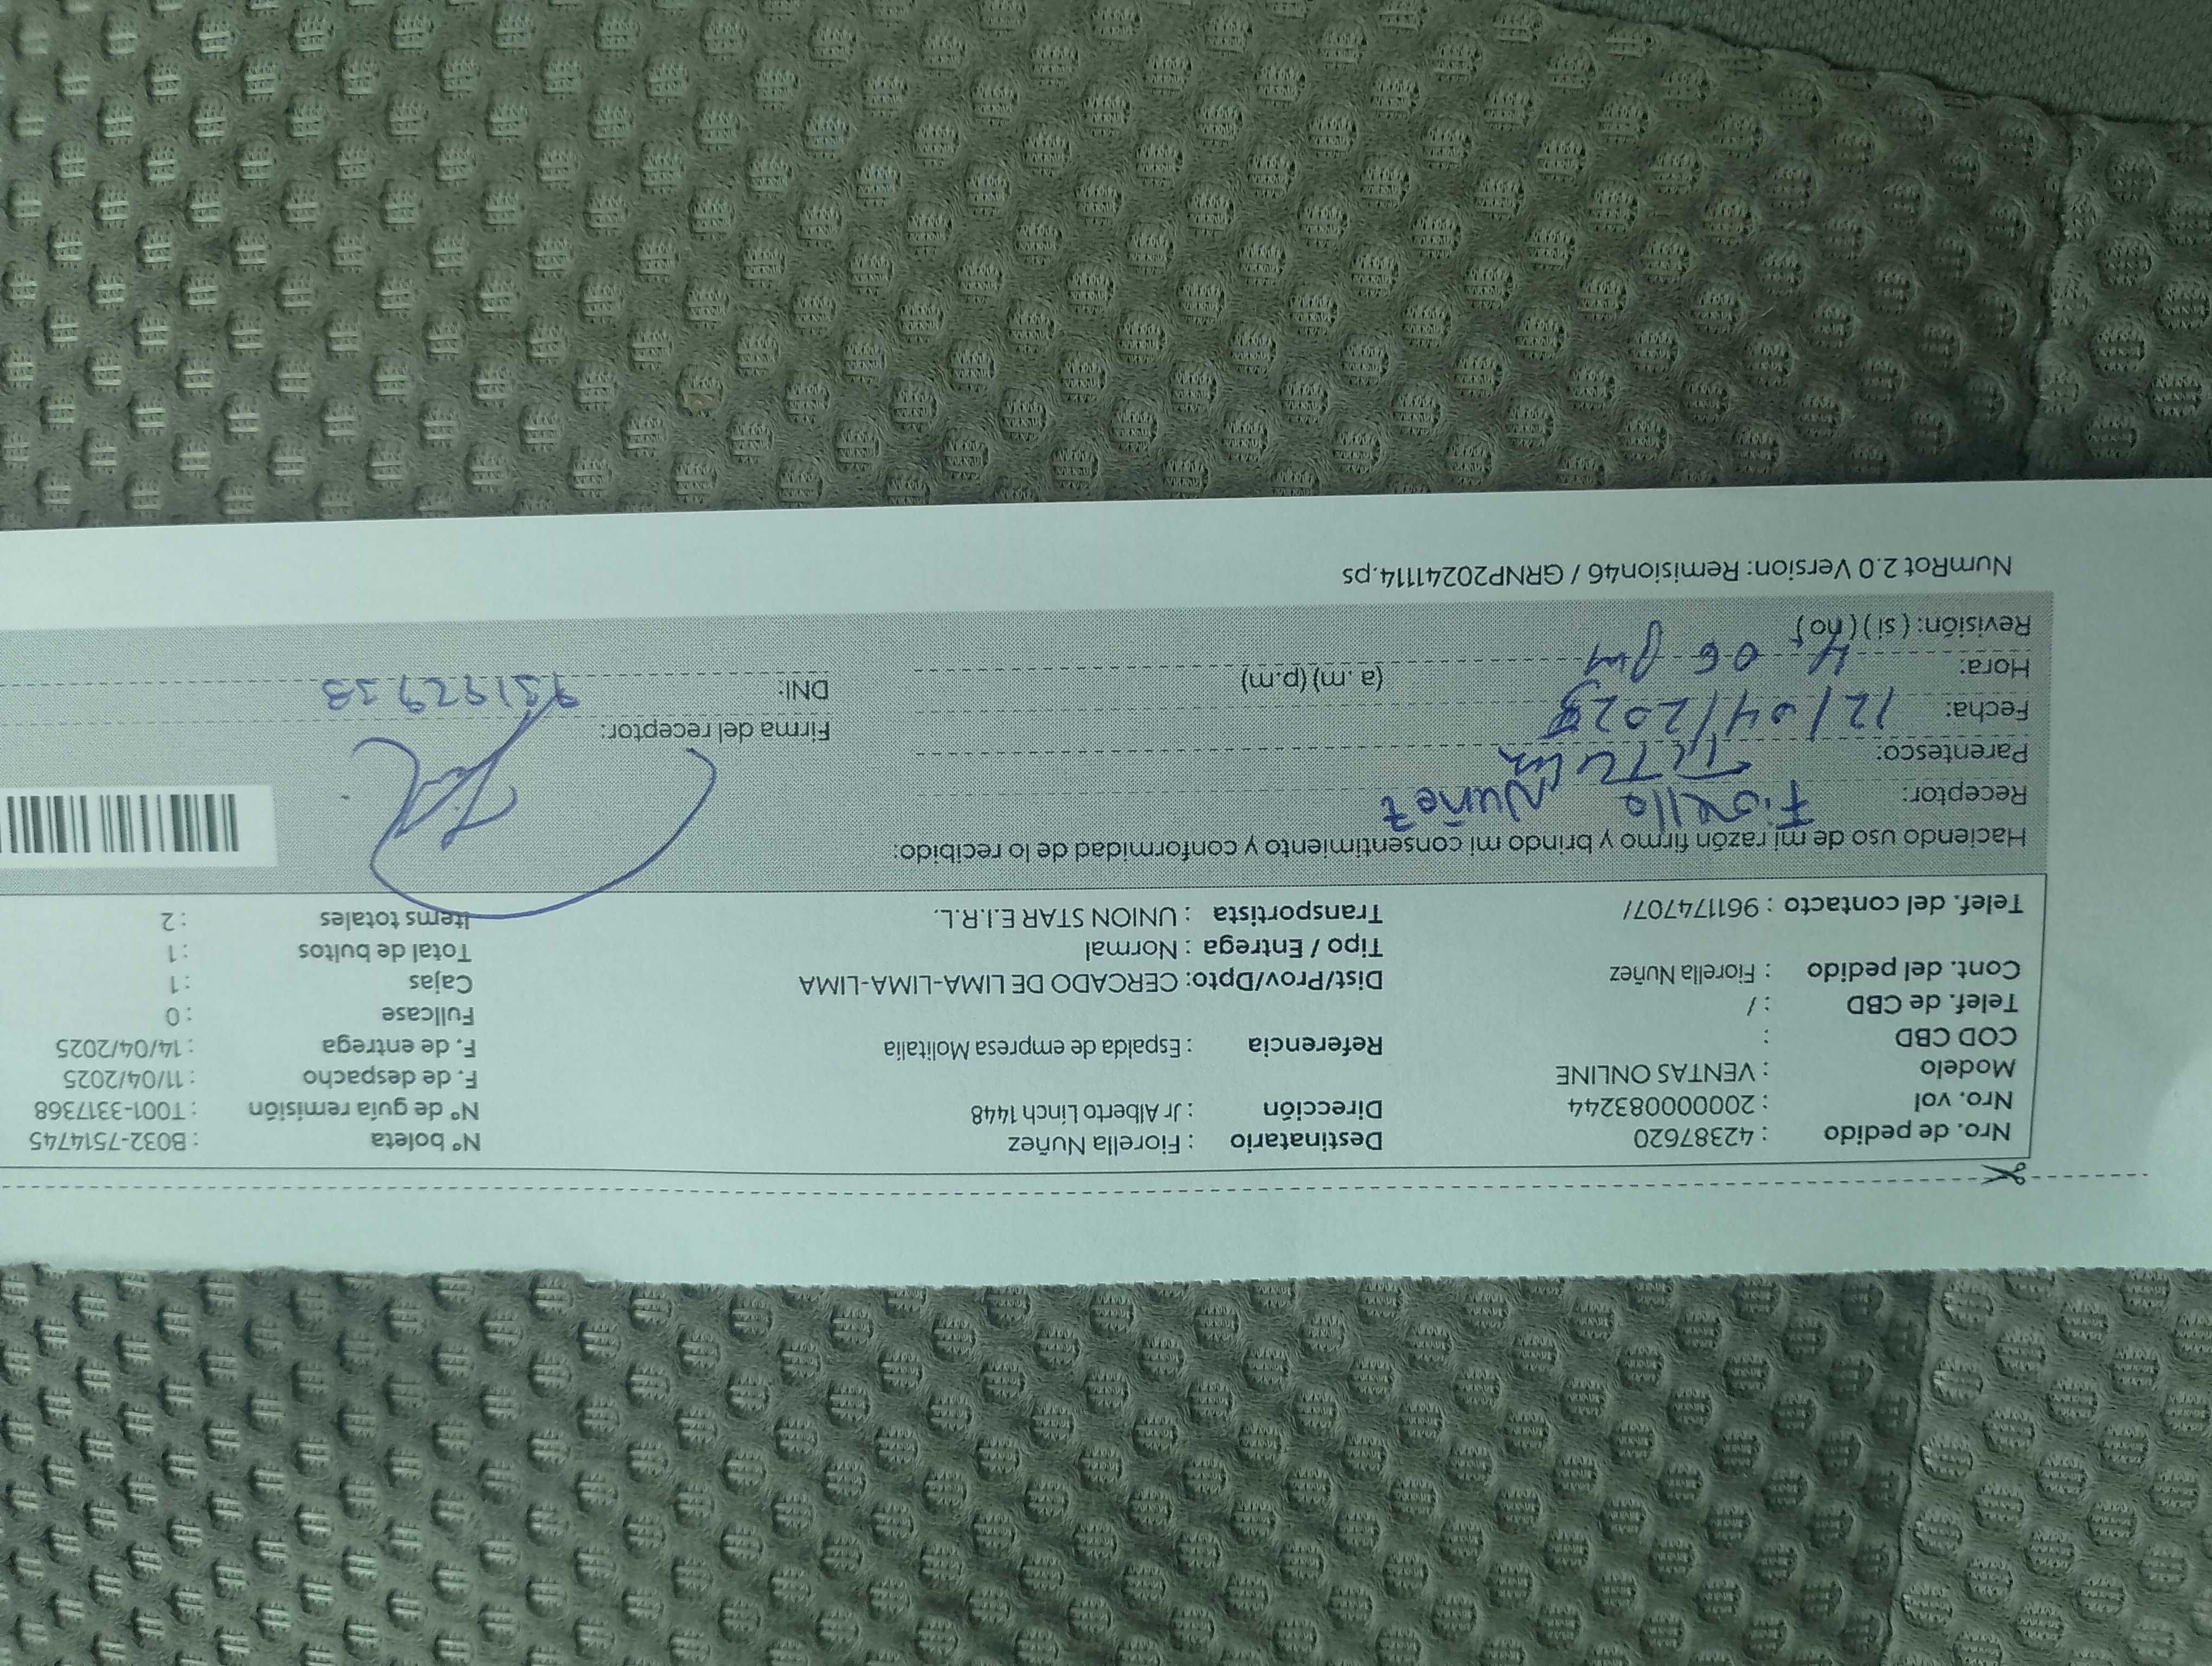 Nro. de pedido : 42387620 Destinatario : Fiorella Nuñez Nº boleta : B032-7514745
Nro. vol : 20000083244 Dirección : Jr Alberto Linch 1448 Nº de guía remisión : T001-3317368
Modelo : VENTAS ONLINE F. de despacho : 11/04/2025
COD CBD : Referencia : Espalda de empresa Molitalia F. de entrega : 14/04/2025
Telef. de CBD : / Fullcase : 0
Cont. del pedido : Fiorella Nuñez Dist/Prov/Dpto: CERCADO DE LIMA-LIMA-LIMA Cajas : 1
Tipo / Entrega : Normal Total de bultos : 1
Telef. del contacto : 961174707/ Transportista : UNION STAR E.I.R.L. Items totales : 2
Haciendo uso de mi razón firmo y brindo mi consentimiento y conformidad de lo recibido:
Receptor: Fiorella Nuñez
Parentesco: Titular Firma del receptor:
Fecha: 12/04/2025 DNI:
Hora: 4:06 pm (a. m) (p.m)
Revisión: ( si ) ( no )
NumRot 2.0 Version: Remision46 / GRNP20241114.ps